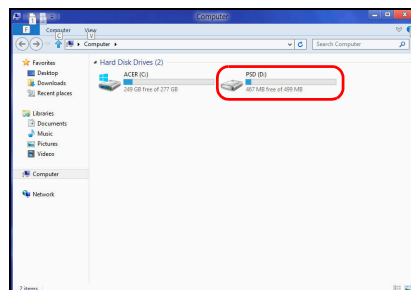 Computer
1
F
Computer
View
C
V
Computer
Search Computer
Favorites
Desktop
Downloads
Recent places
Libraries
Documents
Music
Pictures
Videos
Computer
Network
Hard Disk Drives (2)
ACER (C:)
249 GB free of 277 GB
PSD (D:)
467 MB free of 499 MB
2 items